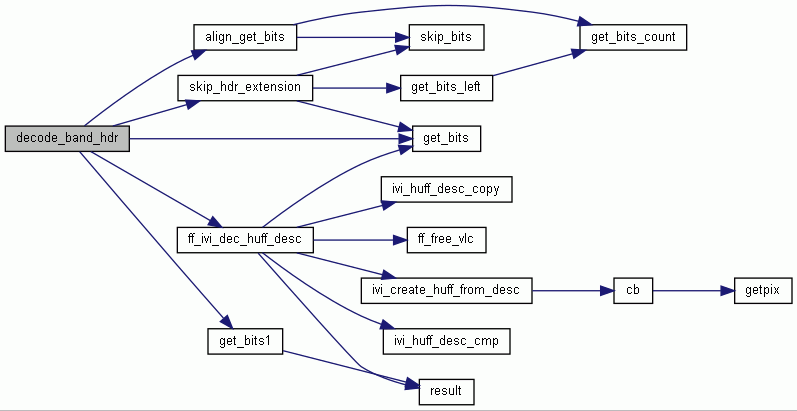 align_get_bits
skip_bits
get_bits_count
skip_hdr_extension
get_bits_left
decode_band_hdr
get_bits
ivi_huff_desc_copy
ff_ivi_dec_huff_desc
ff_free_vlc
ivi_create_huff_from_desc
cb
getpix
get_bits1
ivi_huff_desc_cmp
result